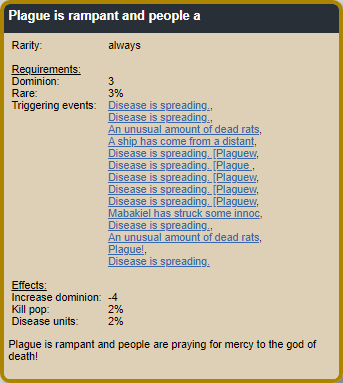 Plague is rampant and people a
Rarity: always
Requirements:
Dominion: 3
Rare: 3%
Triggering events: Disease is spreading.,
Disease is spreading.,
An unusual amount of dead rats,
A ship has come from a distant,
Disease is spreading. [Plaguew,
Disease is spreading. [Plague ,
Disease is spreading. [Plaguew,
Disease is spreading. [Plaguew,
Disease is spreading. [Plaguew,
Mabakiel has struck some innoc,
Disease is spreading.,
An unusual amount of dead rats,
Plague!,
Disease is spreading.
Effects:
Increase dominion: -4
Kill pop: 2%
Disease units: 2%
Plague is rampant and people are praying for mercy to the god of
death!